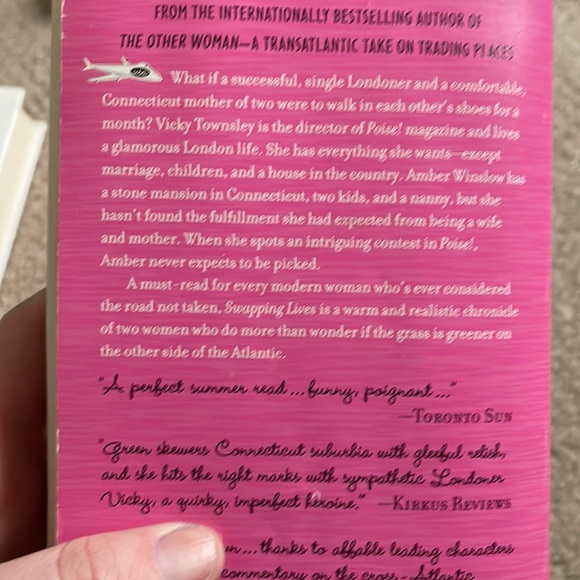 FROM THE INTERNATIONALLY BESTSELLING AUTHOR OF
THE OTHER WOMAN—A TRANSATLANTIC TAKE ON TRADING PLACES
What if a successful, single Londoner and a comfortable,
Connecticut mother of two were to walk in each other's shoes for a
month? Vicky Townsley is the director of Poise! magazine and lives
a glamorous London life. She has everything she wants—except
marriage, children, and a house in the country. Amber Winslow has
a stone mansion in Connecticut, two kids, and a nanny, but she
hasn't found the fulfillment she had expected from being a wife
and mother. When she spots an intriguing contest in Poise!,
Amber never expects to be picked.
A must-read for every modern woman who's ever considered
the road not taken, Swapping Lives is a warm and realistic chronicle
of two women who do more than wonder if the grass is greener on
the other side of the Atlantic.
"A perfect summer read...funny, poignant..."
—TORONTO SUN
"Green skewers Connecticut suburbia with gleeful relish,
and she hits the right marks with sympathetic Londoner
Vicky, a quirky, imperfect heroine." —KIRKUS REVIEWS
...thanks to affable leading characters
commentary on the cross-Atlantic